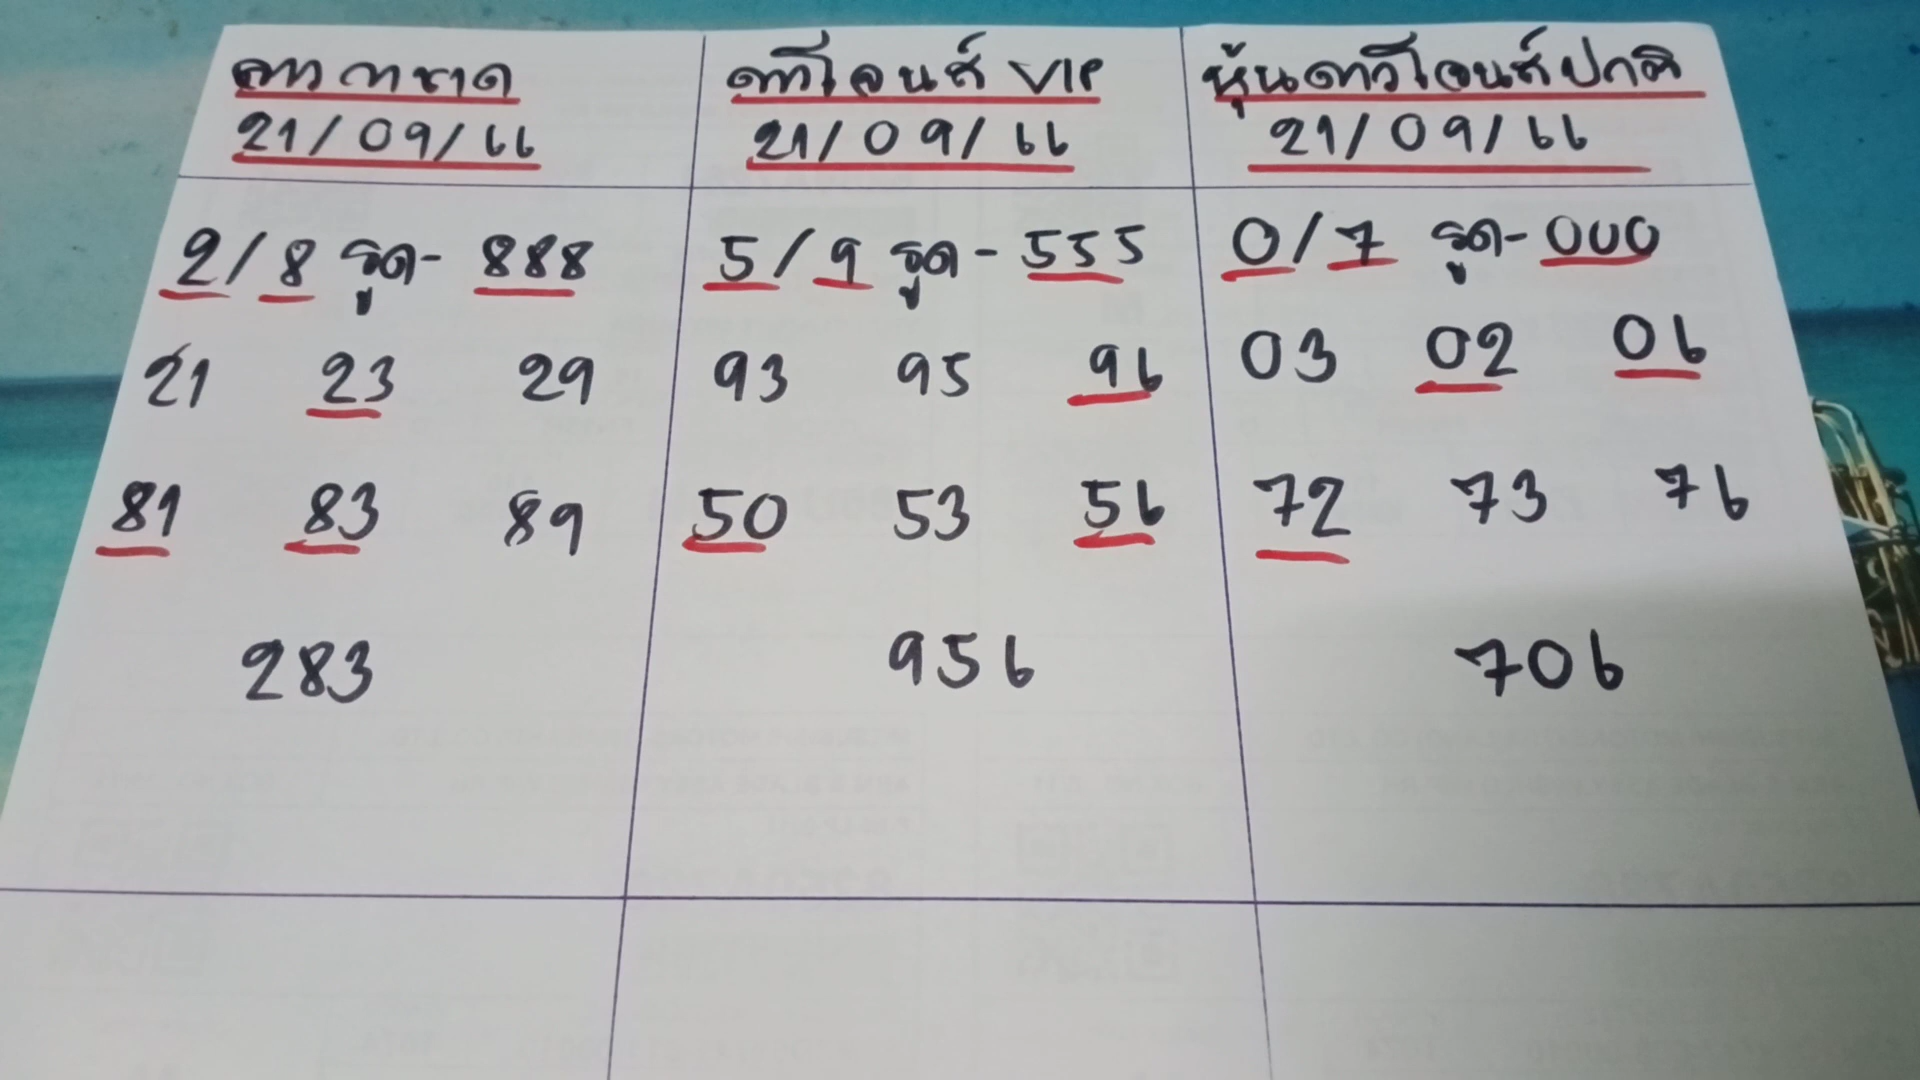 ลาวกาชาด
21/09/66
2/8 รูด- 888
21 23 29
81 83 89
283
ดาวโจนส์ VIP
21/09/66
5/9 รูด- 555
93 95 96
50 53 56
956
หุ้นดาวโจนส์ปกติ
21/09/66
0/7 รูด- 000
03 02 06
72 73 76
706